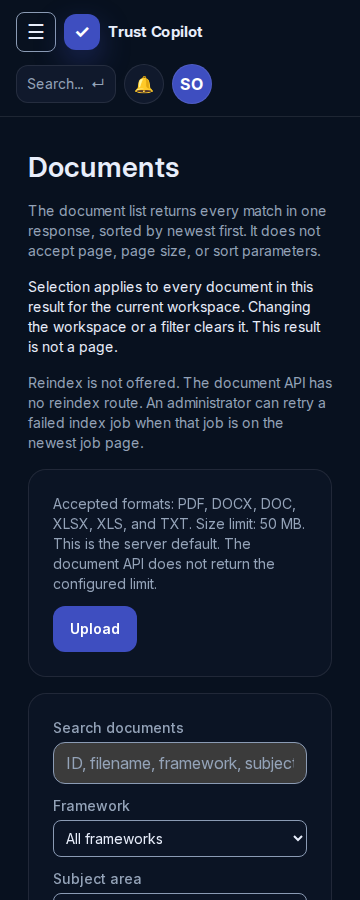 ☰ Trust Copilot
Search... ↵
SO
Documents
The document list returns every match in one
response, sorted by newest first. It does not
accept page, page size, or sort parameters.
Selection applies to every document in this
result for the current workspace. Changing
the workspace or a filter clears it. This result
is not a page.
Reindex is not offered. The document API has
no reindex route. An administrator can retry a
failed index job when that job is on the
newest job page.
Accepted formats: PDF, DOCX, DOC,
XLSX, XLS, and TXT. Size limit: 50 MB.
This is the server default. The
document API does not return the
configured limit.
Upload
Search documents
ID, filename, framework, subject
Framework
All frameworks
Subject area